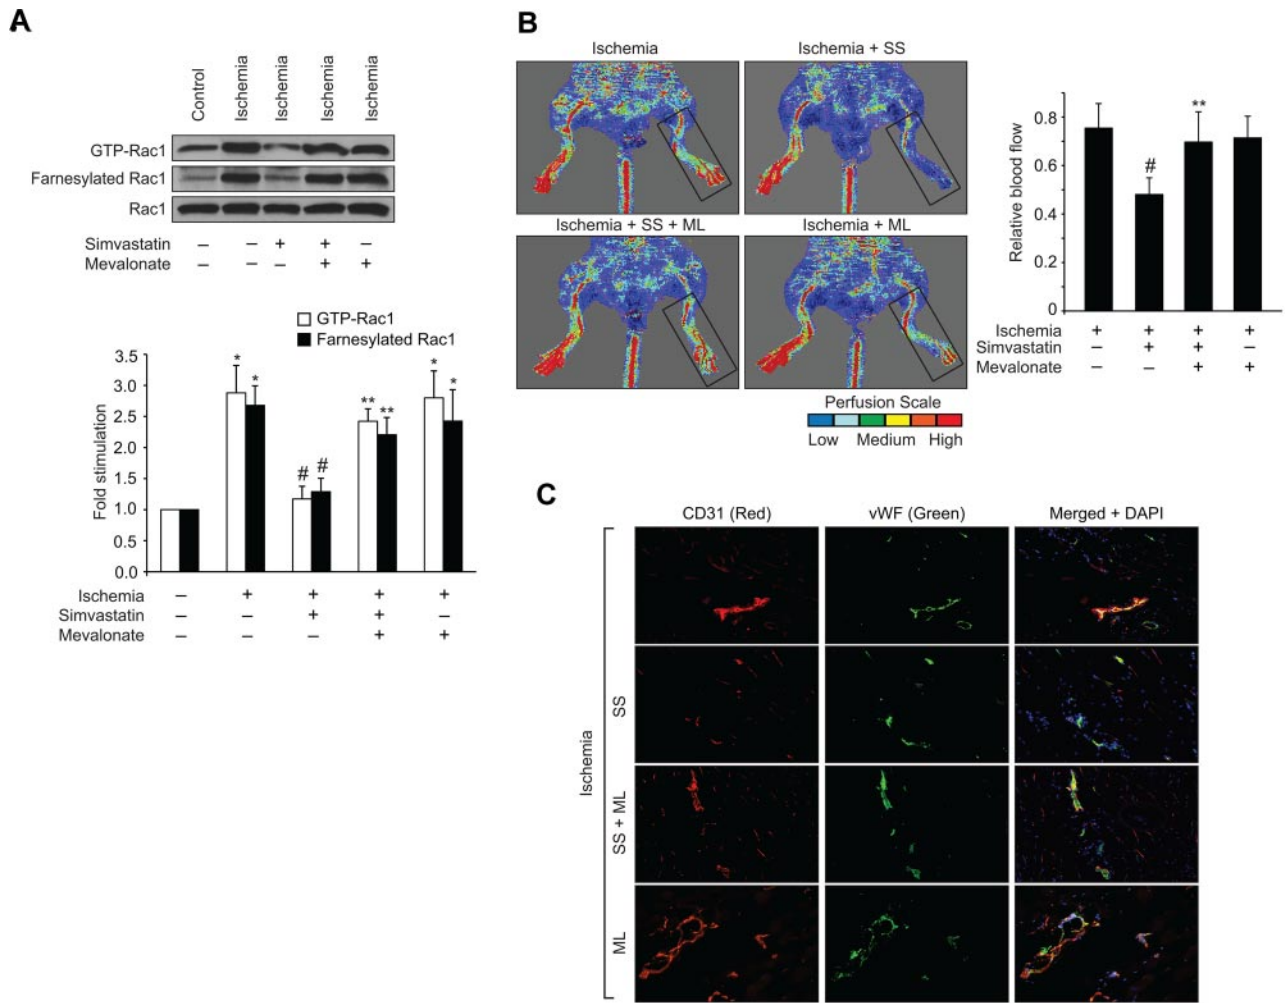 A
Control
Ischemia
Ischemia
Ischemia
Ischemia
GTP-Rac1
Farnesylated Rac1
Rac1
Simvastatin – – + + –
Mevalonate – – – + +
GTP-Rac1
Farnesylated Rac1
Fold stimulation
3.5
3.0
2.5
2.0
1.5
1.0
0.5
0.0
* *
# #
** **
* *
Ischemia – + + + +
Simvastatin – – + + –
Mevalonate – – – + +
B
Ischemia
Ischemia + SS
Ischemia + SS + ML
Ischemia + ML
Perfusion Scale
Low Medium High
Relative blood flow
0.8
0.6
0.4
0.2
0
#
**
Ischemia + + + +
Simvastatin – + + –
Mevalonate – – + +
C
CD31 (Red) vWF (Green) Merged + DAPI
Ischemia
SS
SS + ML
ML